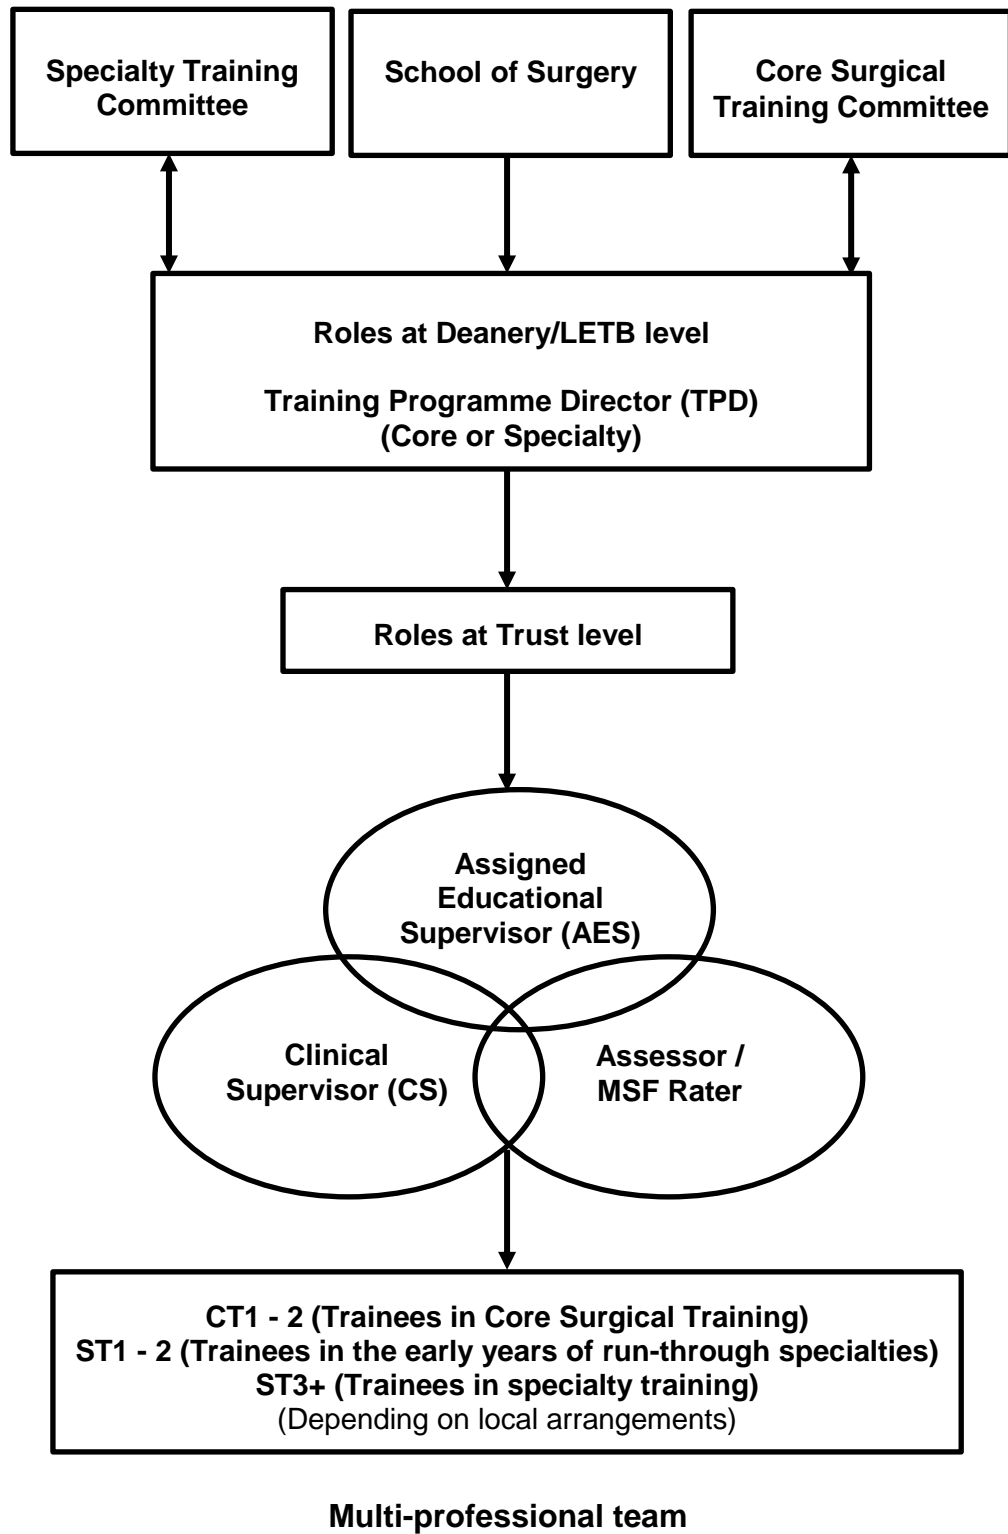 Specialty Training
Committee
School of Surgery
Core Surgical
Training Committee
Roles at Deanery/LETB level
Training Programme Director (TPD)
(Core or Specialty)
Roles at Trust level
Assigned
Educational
Supervisor (AES)
Clinical
Supervisor (CS)
Assessor /
MSF Rater
CT1 - 2 (Trainees in Core Surgical Training)
ST1 - 2 (Trainees in the early years of run-through specialties)
ST3+ (Trainees in specialty training)
(Depending on local arrangements)
Multi-professional team